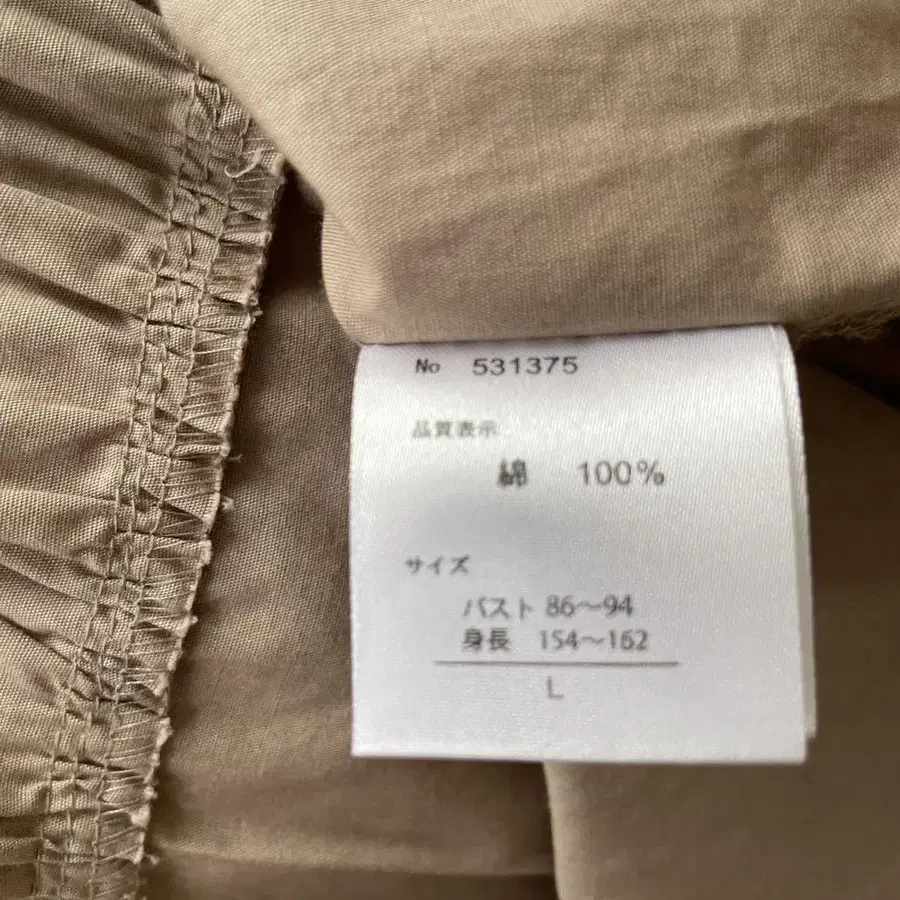 No 531375
品質表示
綿 100%
サイズ
バスト 86〜94
身長 154〜162
L